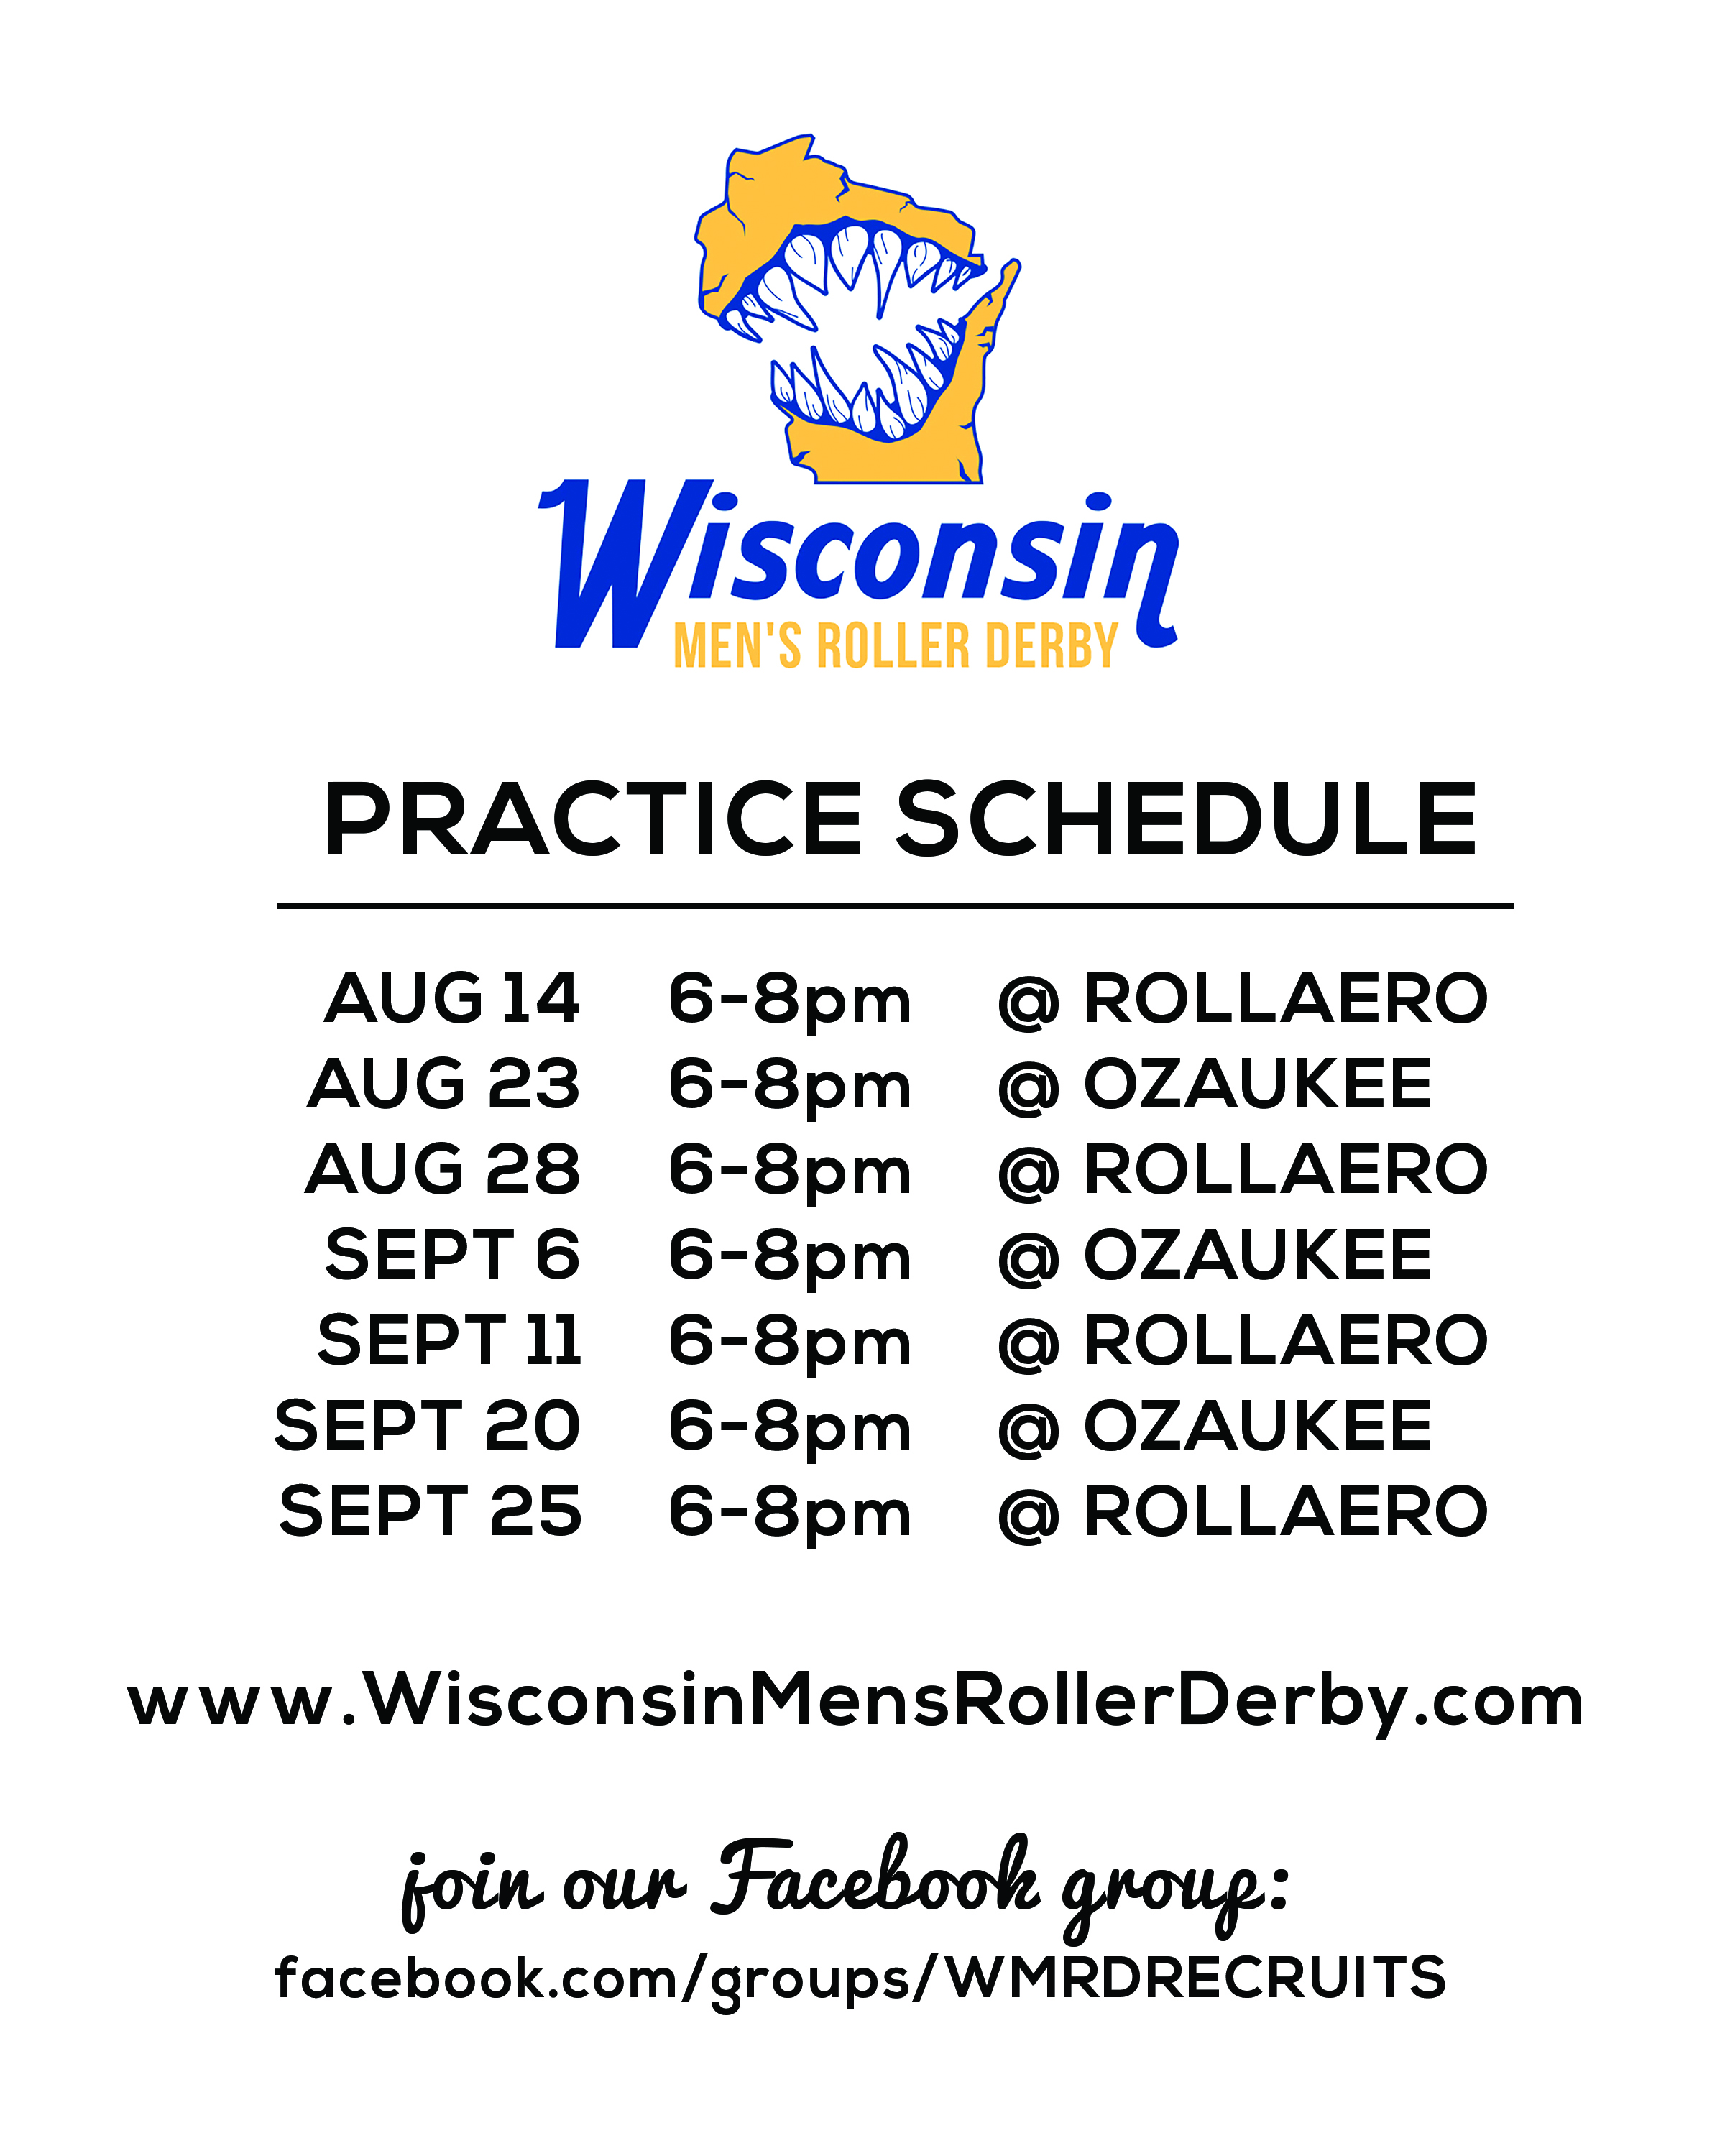 Wisconsin
MEN'S ROLLER DERBY
PRACTICE SCHEDULE
AUG 14 6-8pm @ ROLLAERO
AUG 23 6-8pm @ OZAUKEE
AUG 28 6-8pm @ ROLLAERO
SEPT 6 6-8pm @ OZAUKEE
SEPT 11 6-8pm @ ROLLAERO
SEPT 20 6-8pm @ OZAUKEE
SEPT 25 6-8pm @ ROLLAERO
www.WisconsinMensRollerDerby.com
join our Facebook group:
facebook.com/groups/WMRDRECRUITS